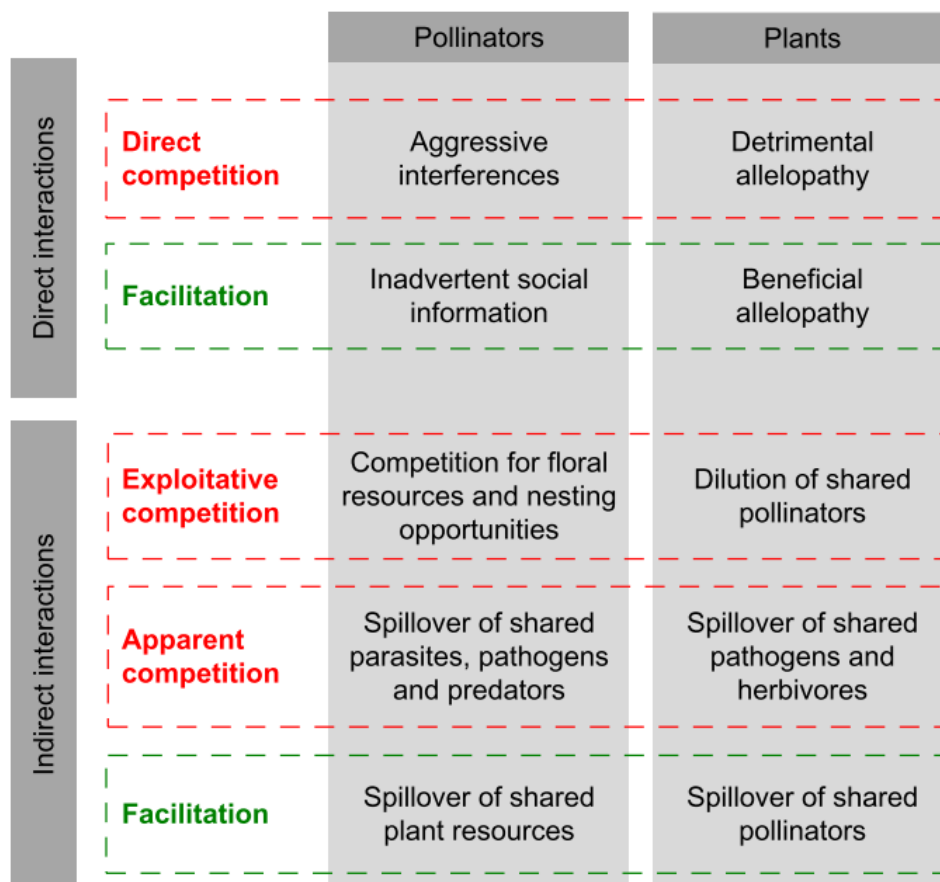 Pollinators
Plants
Direct interactions
Direct
competition
Aggressive
interferences
Detrimental
allelopathy
Facilitation
Inadvertent social
information
Beneficial
allelopathy
Indirect interactions
Exploitative
competition
Competition for floral
resources and nesting
opportunities
Dilution of shared
pollinators
Apparent
competition
Spillover of shared
parasites, pathogens
and predators
Spillover of shared
pathogens and
herbivores
Facilitation
Spillover of shared
plant resources
Spillover of shared
pollinators